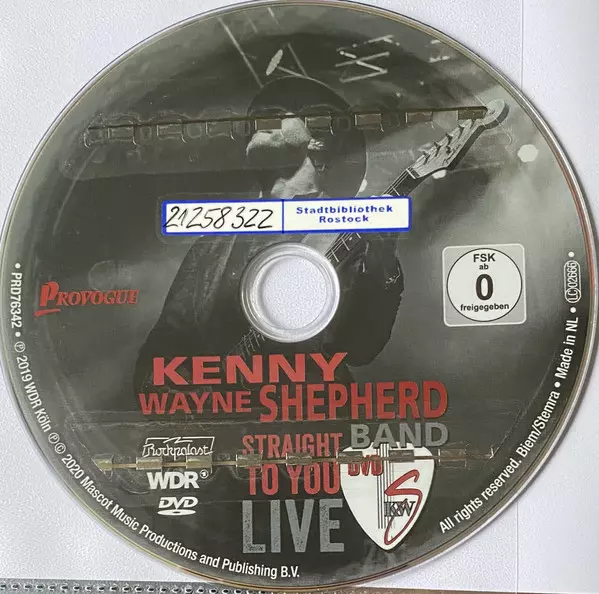 21258322
Stadtbibliothek
Rostock
FSK
ab
0
freigegeben
PROVOGUE
KENNY
WAYNE SHEPHERD
BAND
STRAIGHT
TO YOU
LIVE
DVD
KWS
Rockpalast
WDR
DVD
• PRD76342 • ℗ 2019 WDR Köln ℗© 2020 Mascot Music Productions and Publishing B.V.
All rights reserved. Biem/Stemra • Made in NL • LC 02666 •